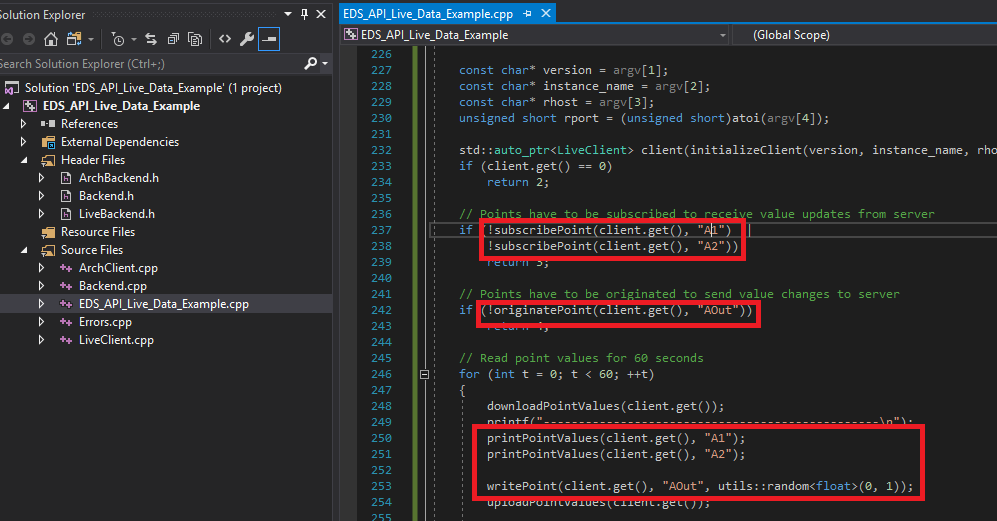 Solution Explorer
Search Solution Explorer (Ctrl+;)
Solution 'EDS_API_Live_Data_Example' (1 project)
EDS_API_Live_Data_Example
References
External Dependencies
Header Files
ArchBackend.h
Backend.h
LiveBackend.h
Resource Files
Source Files
ArchClient.cpp
Backend.cpp
EDS_API_Live_Data_Example.cpp
Errors.cpp
LiveClient.cpp
EDS_API_Live_Data_Example.cpp
EDS_API_Live_Data_Example (Global Scope)
226
227 const char* version = argv[1];
228 const char* instance_name = argv[2];
229 const char* rhost = argv[3];
230 unsigned short rport = (unsigned short)atoi(argv[4]);
231
232 std::auto_ptr<LiveClient> client(initializeClient(version, instance_name, rho
233 if (client.get() == 0)
234 return 2;
235
236 // Points have to be subscribed to receive value updates from server
237 if (!subscribePoint(client.get(), "A1") |
238 !subscribePoint(client.get(), "A2"))
239 return 3;
240
241 // Points have to be originated to send value changes to server
242 if (!originatePoint(client.get(), "AOut"))
243 return 4;
244
245 // Read point values for 60 seconds
246 for (int t = 0; t < 60; ++t)
247 {
248 downloadPointValues(client.get());
249 printf("------------------------------------------------\n");
250 printPointValues(client.get(), "A1");
251 printPointValues(client.get(), "A2");
252
253 writePoint(client.get(), "AOut", utils::random<float>(0, 1));
254 uploadPointValues(client.get());
255